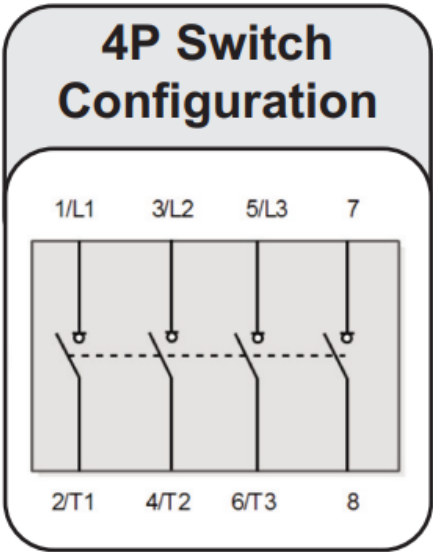 4P Switch
Configuration
1/L1 3/L2 5/L3 7
2/T1 4/T2 6/T3 8